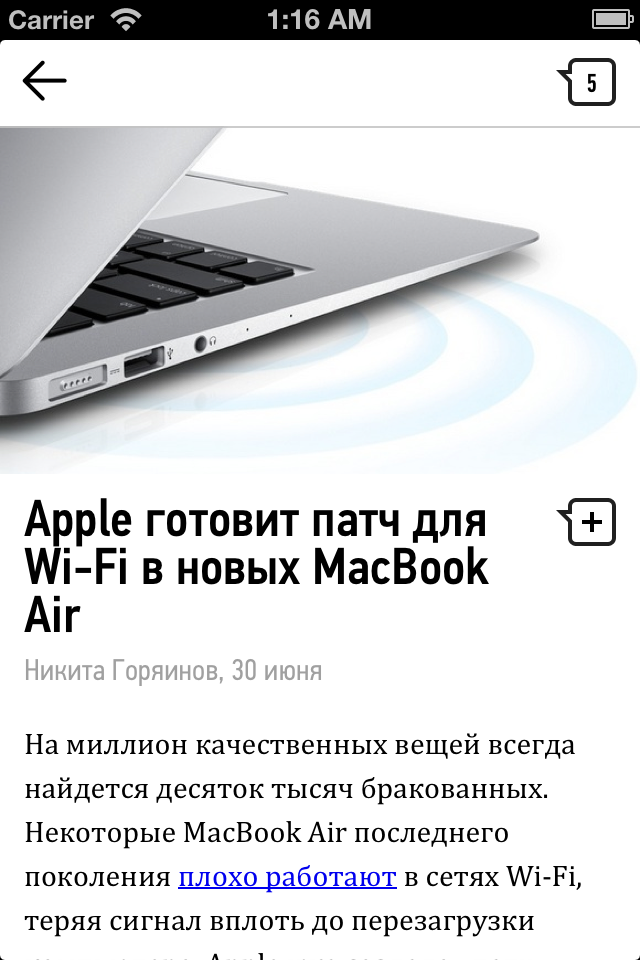 Carrier 1:16 AM
5
Apple готовит патч для
Wi-Fi в новых MacBook
Air
+
Никита Горяинов, 30 июня
На миллион качественных вещей всегда
найдется десяток тысяч бракованных.
Некоторые MacBook Air последнего
поколения плохо работают в сетях Wi-Fi,
теряя сигнал вплоть до перезагрузки